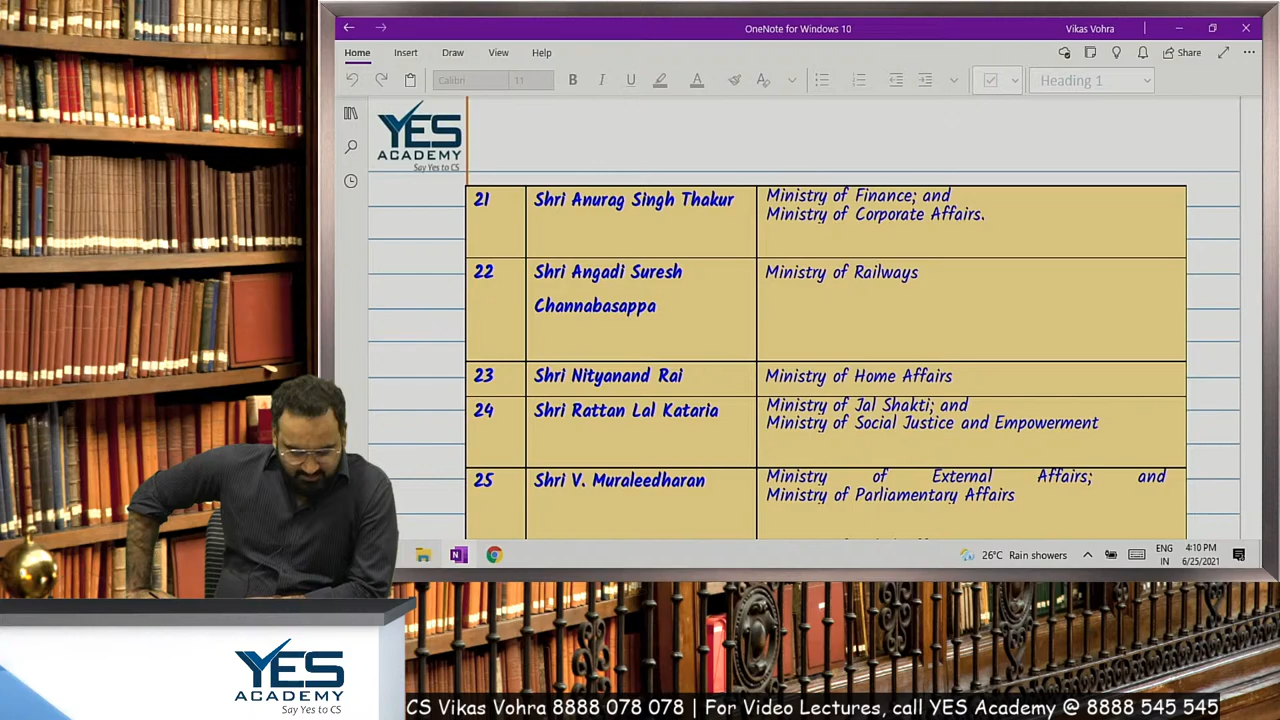 OneNote for Windows 10
Vikas Vohra
Home
Insert
Draw
View
Help
Share
Calibri
11
B
I
U
A
Heading 1
YES
ACADEMY
Say Yes to CS
21
Shri Anurag Singh Thakur
Ministry of Finance; and
Ministry of Corporate Affairs.
22
Shri Angadi Suresh
Channabasappa
Ministry of Railways
23
Shri Nityanand Rai
Ministry of Home Affairs
24
Shri Rattan Lal Kataria
Ministry of Jal Shakti; and
Ministry of Social Justice and Empowerment
25
Shri V. Muraleedharan
Ministry of External Affairs; and
Ministry of Parliamentary Affairs
26°C Rain showers
ENG
IN
4:10 PM
6/25/2021
YES
ACADEMY
Say Yes to CS
CS Vikas Vohra 8888 078 078 | For Video Lectures, call YES Academy @ 8888 545 545